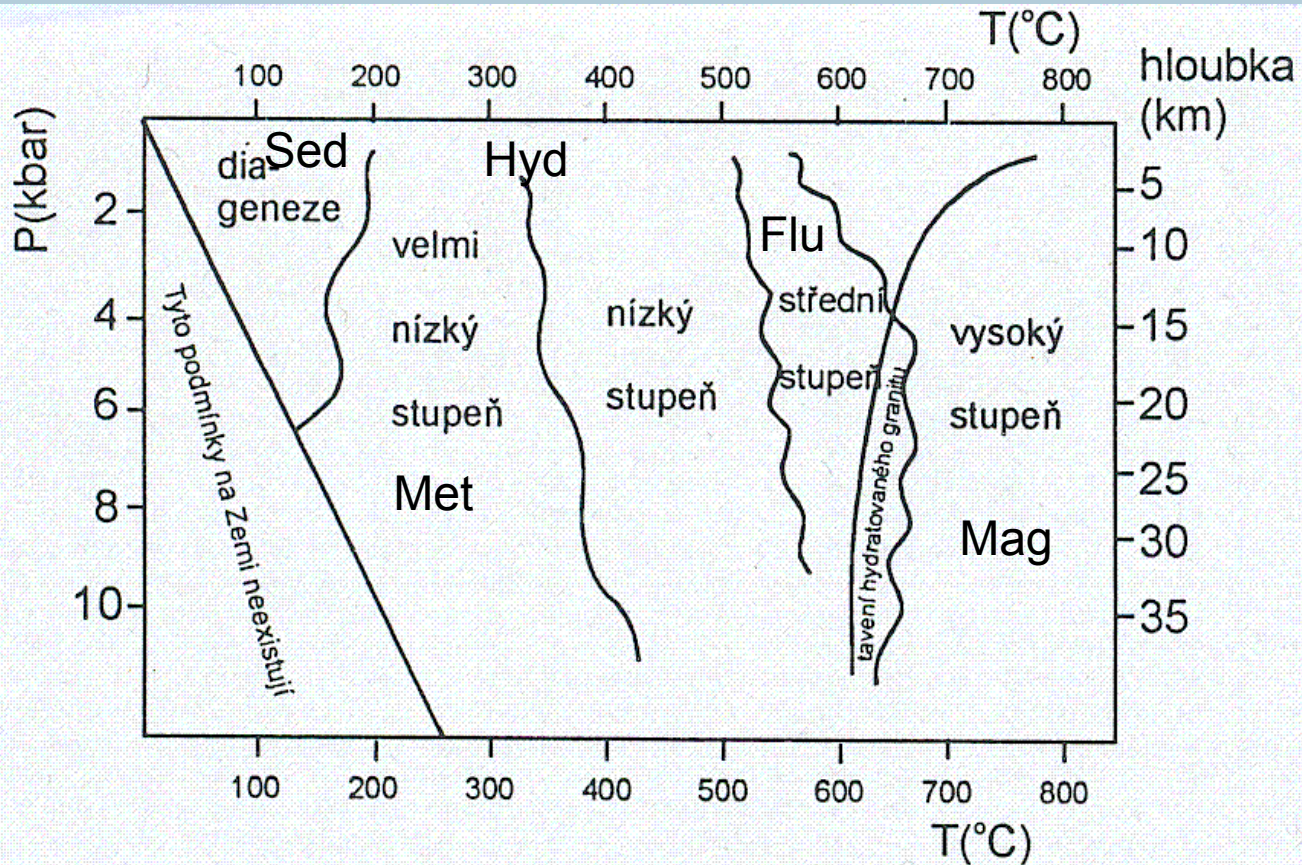 T(°C)
100 200 300 400 500 600 700 800
hloubka
(km)
P(kbar)
2
4
6
8
10
5
10
15
20
25
30
35
Sed
dia-
geneze
Hyd
Flu
velmi
nízký
stupeň
Met
nízký
stupeň
střední
stupeň
vysoký
stupeň
Mag
Tyto podmínky na Zemi neexistují
tavení hydratovaného granitu
100 200 300 400 500 600 700 800
T(°C)